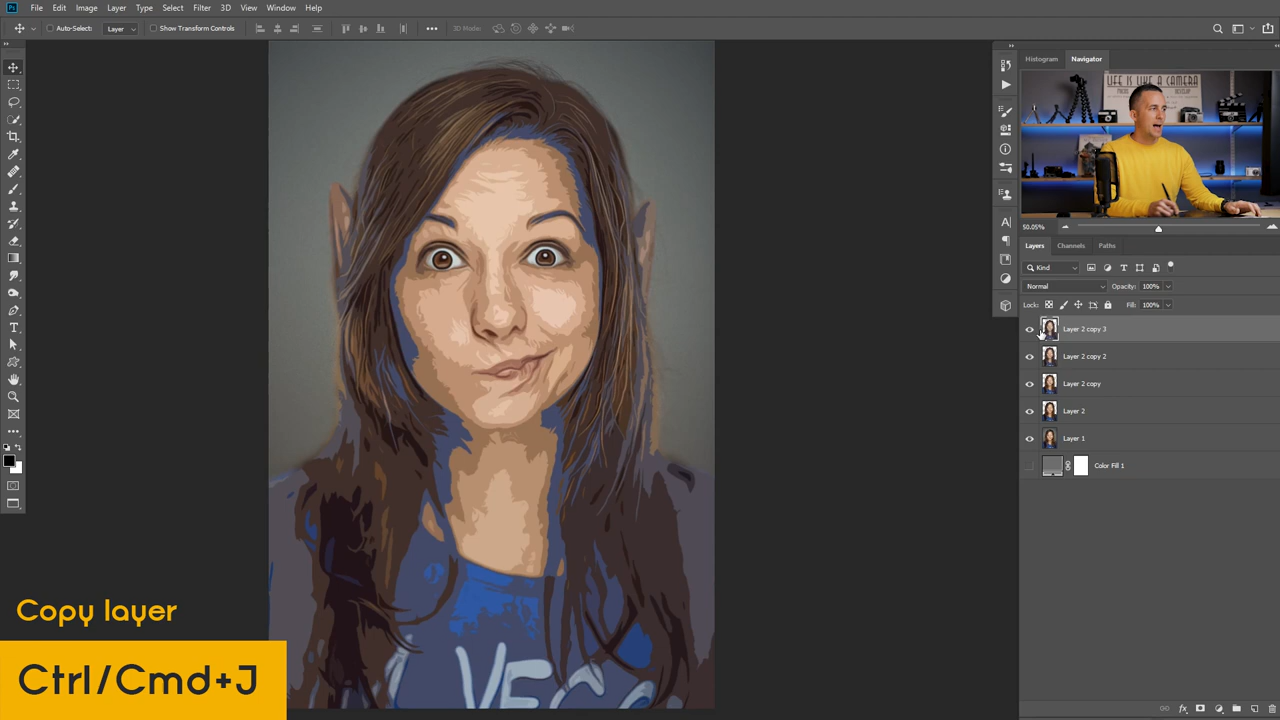 Ps File Edit Image Layer Type Select Filter 3D View Window Help
Auto-Select: Layer Show Transform Controls 3D Mode:
Histogram Navigator
LIFE IS LIKE A CAMERA
50.05%
Layers Channels Paths
Kind
Normal Opacity: 100%
Lock: Fill: 100%
Layer 2 copy 3
Layer 2 copy 2
Layer 2 copy
Layer 2
Layer 1
Color Fill 1
Copy layer
Ctrl/Cmd+J